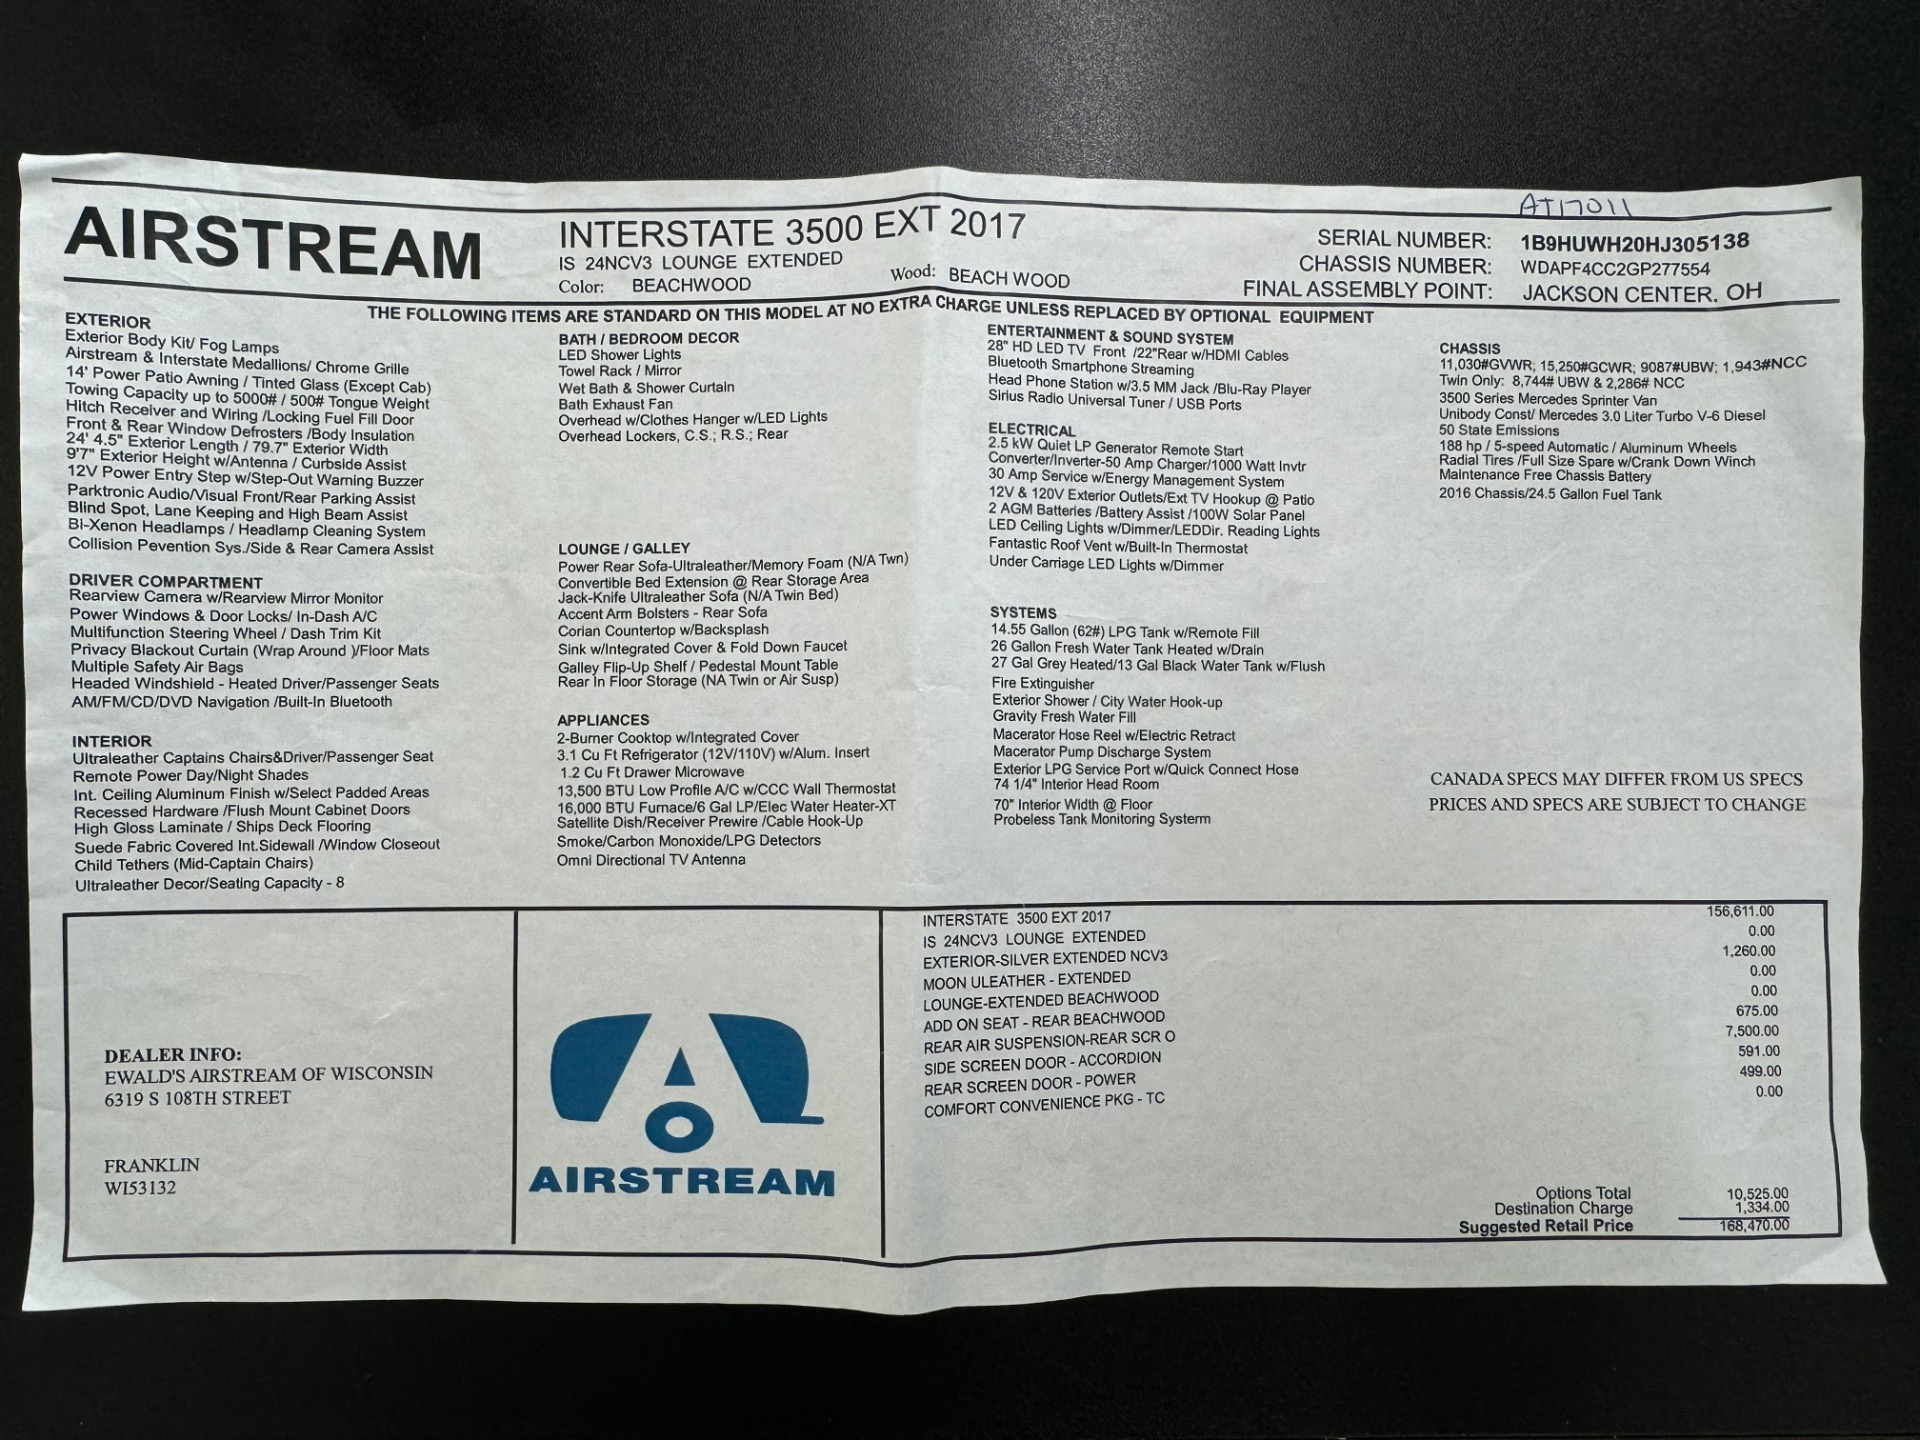 AT17011
AIRSTREAM
INTERSTATE 3500 EXT 2017
IS 24NCV3 LOUNGE EXTENDED
Color: BEACHWOOD
Wood: BEACH WOOD
SERIAL NUMBER: 1B9HUWH20HJ305138
CHASSIS NUMBER: WDAPF4CC2GP277554
FINAL ASSEMBLY POINT: JACKSON CENTER, OH
THE FOLLOWING ITEMS ARE STANDARD ON THIS MODEL AT NO EXTRA CHARGE UNLESS REPLACED BY OPTIONAL EQUIPMENT
EXTERIOR
Exterior Body Kit/ Fog Lamps
Airstream & Interstate Medallions/ Chrome Grille
14' Power Patio Awning / Tinted Glass (Except Cab)
Towing Capacity up to 5000# / 500# Tongue Weight
Hitch Receiver and Wiring /Locking Fuel Fill Door
Front & Rear Window Defrosters /Body Insulation
24' 4.5" Exterior Length / 79.7" Exterior Width
9'7" Exterior Height w/Antenna / Curbside Assist
12V Power Entry Step w/Step-Out Warning Buzzer
Parktronic Audio/Visual Front/Rear Parking Assist
Blind Spot, Lane Keeping and High Beam Assist
Bi-Xenon Headlamps / Headlamp Cleaning System
Collision Pevention Sys./Side & Rear Camera Assist
DRIVER COMPARTMENT
Rearview Camera w/Rearview Mirror Monitor
Power Windows & Door Locks/ In-Dash A/C
Multifunction Steering Wheel / Dash Trim Kit
Privacy Blackout Curtain (Wrap Around )/Floor Mats
Multiple Safety Air Bags
Headed Windshield - Heated Driver/Passenger Seats
AM/FM/CD/DVD Navigation /Built-In Bluetooth
INTERIOR
Ultraleather Captains Chairs&Driver/Passenger Seat
Remote Power Day/Night Shades
Int. Ceiling Aluminum Finish w/Select Padded Areas
Recessed Hardware /Flush Mount Cabinet Doors
High Gloss Laminate / Ships Deck Flooring
Suede Fabric Covered Int.Sidewall /Window Closeout
Child Tethers (Mid-Captain Chairs)
Ultraleather Decor/Seating Capacity - 8
BATH / BEDROOM DECOR
LED Shower Lights
Towel Rack / Mirror
Wet Bath & Shower Curtain
Bath Exhaust Fan
Overhead w/Clothes Hanger w/LED Lights
Overhead Lockers, C.S.; R.S.; Rear
LOUNGE / GALLEY
Power Rear Sofa-Ultraleather/Memory Foam (N/A Twn)
Convertible Bed Extension @ Rear Storage Area
Jack-Knife Ultraleather Sofa (N/A Twin Bed)
Accent Arm Bolsters - Rear Sofa
Corian Countertop w/Backsplash
Sink w/Integrated Cover & Fold Down Faucet
Galley Flip-Up Shelf / Pedestal Mount Table
Rear In Floor Storage (NA Twin or Air Susp)
APPLIANCES
2-Burner Cooktop w/Integrated Cover
3.1 Cu Ft Refrigerator (12V/110V) w/Alum. Insert
1.2 Cu Ft Drawer Microwave
13,500 BTU Low Profile A/C w/CCC Wall Thermostat
16,000 BTU Furnace/6 Gal LP/Elec Water Heater-XT
Satellite Dish/Receiver Prewire /Cable Hook-Up
Smoke/Carbon Monoxide/LPG Detectors
Omni Directional TV Antenna
ENTERTAINMENT & SOUND SYSTEM
28" HD LED TV Front /22"Rear w/HDMI Cables
Bluetooth Smartphone Streaming
Head Phone Station w/3.5 MM Jack /Blu-Ray Player
Sirius Radio Universal Tuner / USB Ports
ELECTRICAL
2.5 kW Quiet LP Generator Remote Start
Converter/Inverter-50 Amp Charger/1000 Watt Invtr
30 Amp Service w/Energy Management System
12V & 120V Exterior Outlets/Ext TV Hookup @ Patio
2 AGM Batteries /Battery Assist /100W Solar Panel
LED Ceiling Lights w/Dimmer/LEDDir. Reading Lights
Fantastic Roof Vent w/Built-In Thermostat
Under Carriage LED Lights w/Dimmer
SYSTEMS
14.55 Gallon (62#) LPG Tank w/Remote Fill
26 Gallon Fresh Water Tank Heated w/Drain
27 Gal Grey Heated/13 Gal Black Water Tank w/Flush
Fire Extinguisher
Exterior Shower / City Water Hook-up
Gravity Fresh Water Fill
Macerator Hose Reel w/Electric Retract
Macerator Pump Discharge System
Exterior LPG Service Port w/Quick Connect Hose
74 1/4" Interior Head Room
70" Interior Width @ Floor
Probeless Tank Monitoring Systerm
CHASSIS
11,030#GVWR; 15,250#GCWR; 9087#UBW; 1,943#NCC
Twin Only: 8,744# UBW & 2,286# NCC
3500 Series Mercedes Sprinter Van
Unibody Const/ Mercedes 3.0 Liter Turbo V-6 Diesel
50 State Emissions
188 hp / 5-speed Automatic / Aluminum Wheels
Radial Tires /Full Size Spare w/Crank Down Winch
Maintenance Free Chassis Battery
2016 Chassis/24.5 Gallon Fuel Tank
CANADA SPECS MAY DIFFER FROM US SPECS
PRICES AND SPECS ARE SUBJECT TO CHANGE
DEALER INFO:
EWALD'S AIRSTREAM OF WISCONSIN
6319 S 108TH STREET
FRANKLIN
WI53132
AIRSTREAM
INTERSTATE 3500 EXT 2017 156,611.00
IS 24NCV3 LOUNGE EXTENDED 0.00
EXTERIOR-SILVER EXTENDED NCV3 1,260.00
MOON ULEATHER - EXTENDED 0.00
LOUNGE-EXTENDED BEACHWOOD 0.00
ADD ON SEAT - REAR BEACHWOOD 675.00
REAR AIR SUSPENSION-REAR SCR O 7,500.00
SIDE SCREEN DOOR - ACCORDION 591.00
REAR SCREEN DOOR - POWER 499.00
COMFORT CONVENIENCE PKG - TC 0.00
Options Total 10,525.00
Destination Charge 1,334.00
Suggested Retail Price 168,470.00